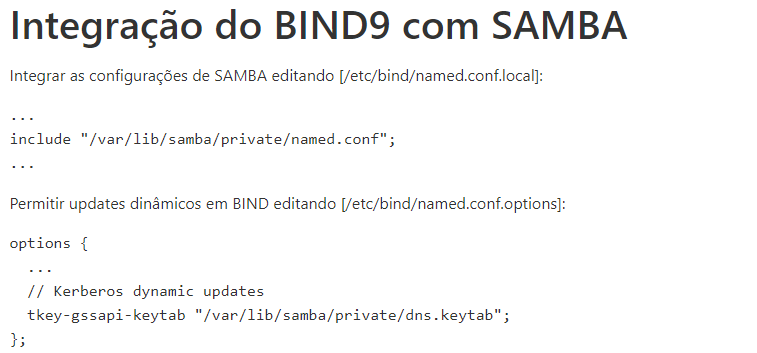 Integração do BIND9 com SAMBA
Integrar as configurações de SAMBA editando [/etc/bind/named.conf.local]:
...
include "/var/lib/samba/private/named.conf";
...
Permitir updates dinâmicos em BIND editando [/etc/bind/named.conf.options]:
options {
  ...
  // Kerberos dynamic updates
  tkey-gssapi-keytab "/var/lib/samba/private/dns.keytab";
};